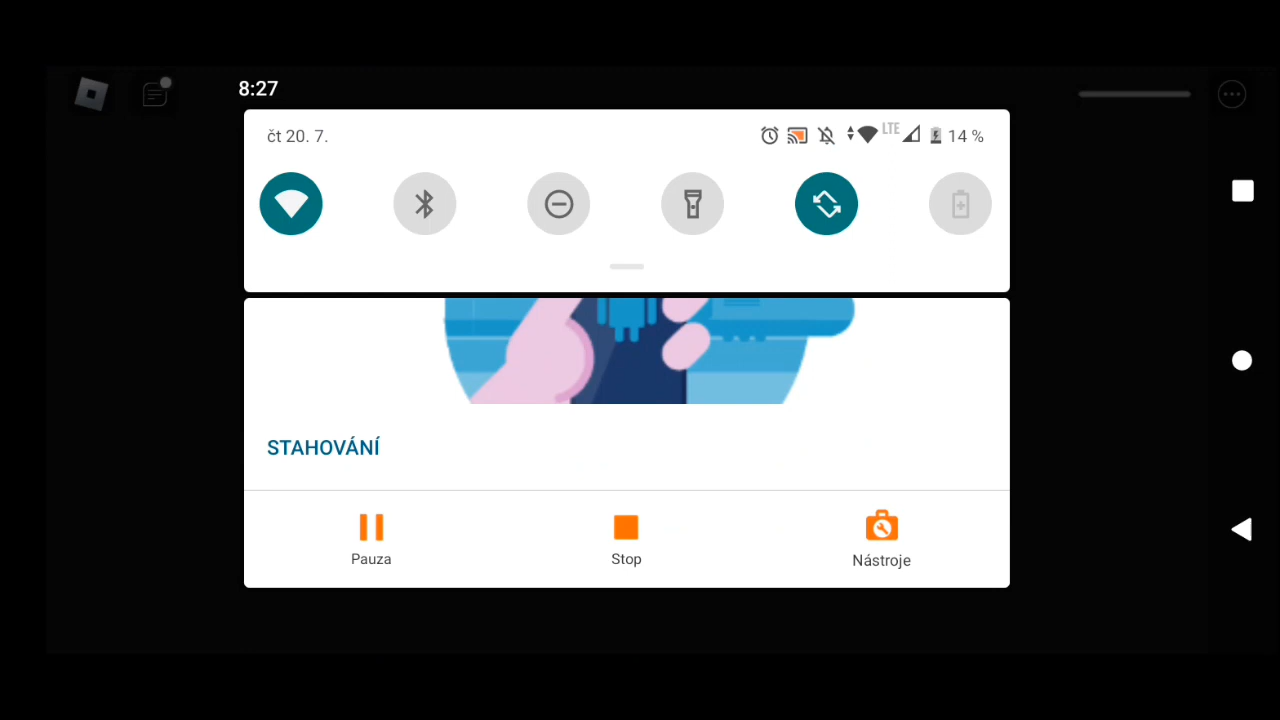 8:27
čt 20. 7.
LTE
14 %
STAHOVÁNÍ
Pauza
Stop
Nástroje